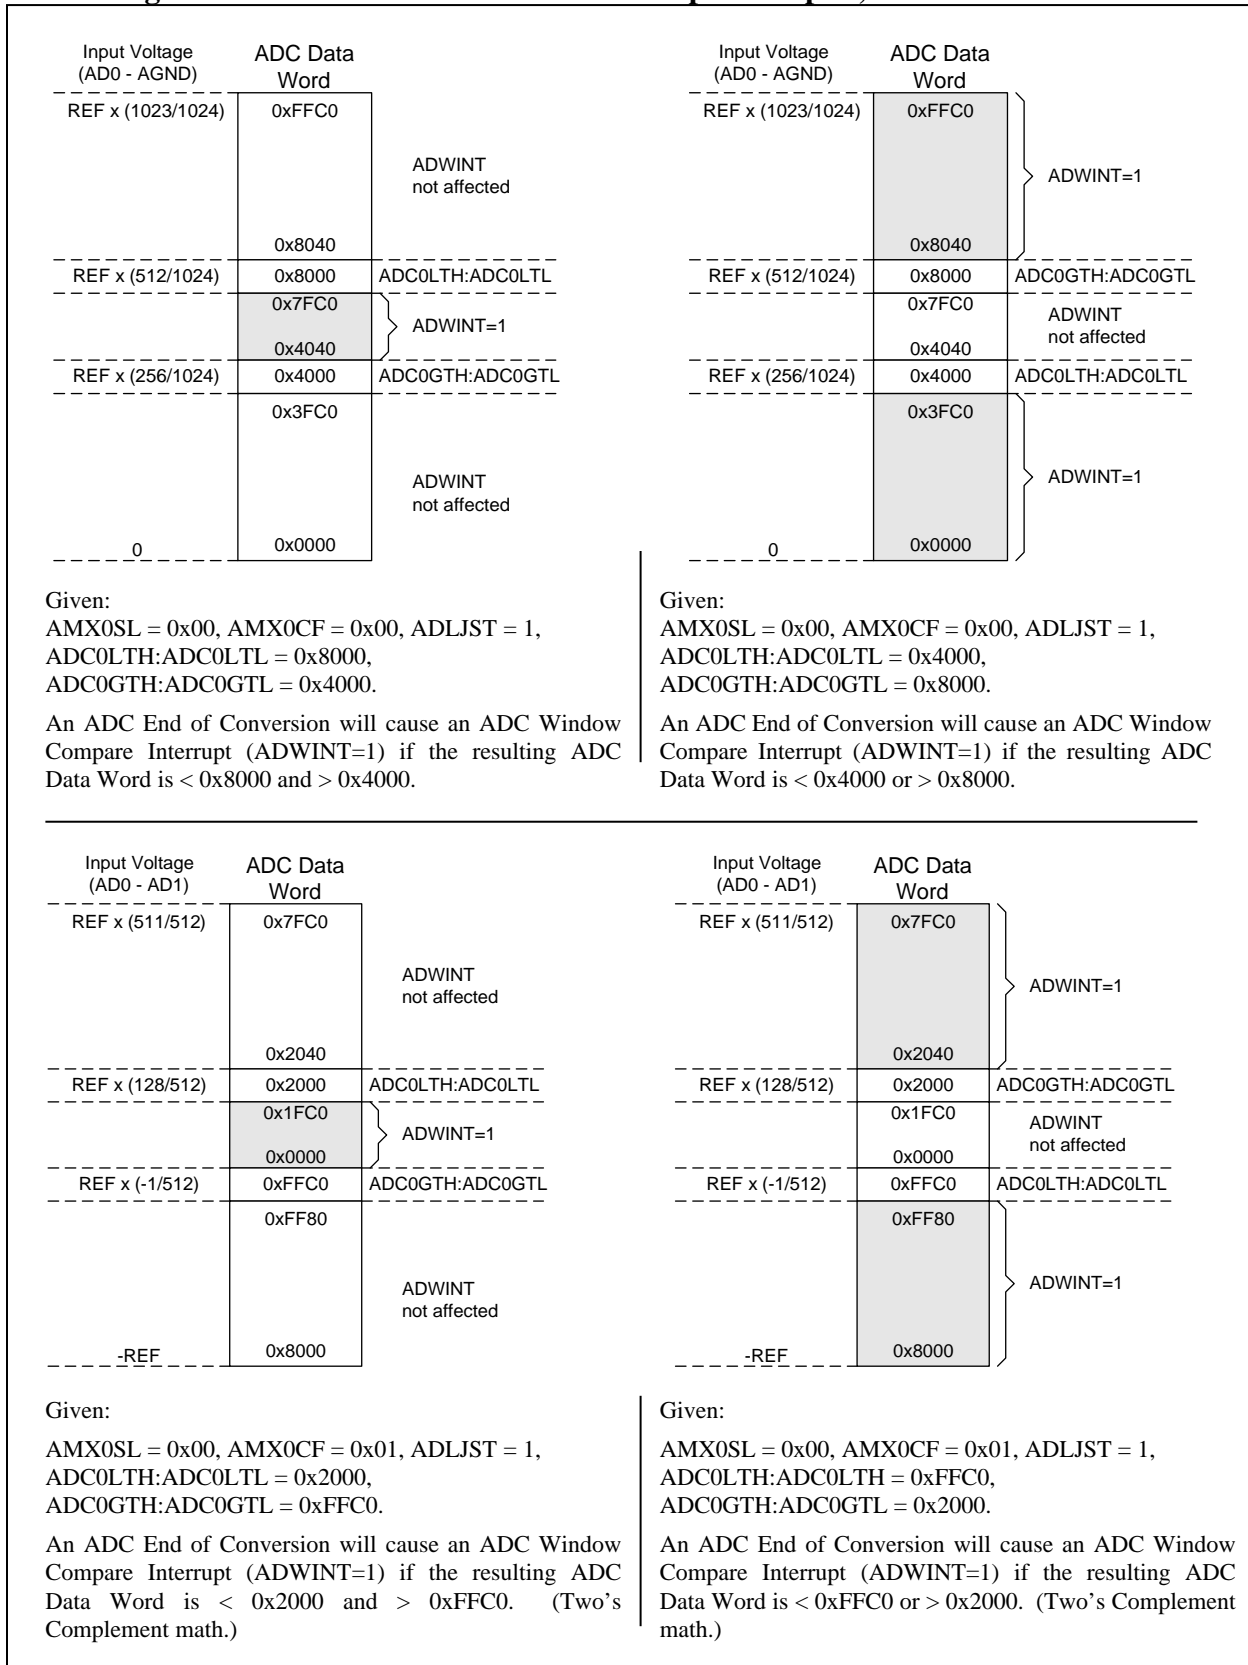 Input Voltage
(AD0 - AGND)
ADC Data
Word
REF x (1023/1024)
0xFFC0
ADWINT
not affected
0x8040
REF x (512/1024)
0x8000
ADC0LTH:ADC0LTL
0x7FC0
ADWINT=1
0x4040
REF x (256/1024)
0x4000
ADC0GTH:ADC0GTL
0x3FC0
ADWINT
not affected
0
0x0000
Given:
AMX0SL = 0x00, AMX0CF = 0x00, ADLJST = 1,
ADC0LTH:ADC0LTL = 0x8000,
ADC0GTH:ADC0GTL = 0x4000.
An ADC End of Conversion will cause an ADC Window
Compare Interrupt (ADWINT=1) if the resulting ADC
Data Word is < 0x8000 and > 0x4000.
Input Voltage
(AD0 - AGND)
ADC Data
Word
REF x (1023/1024)
0xFFC0
ADWINT=1
0x8040
REF x (512/1024)
0x8000
ADC0GTH:ADC0GTL
0x7FC0
ADWINT
not affected
0x4040
REF x (256/1024)
0x4000
ADC0LTH:ADC0LTL
0x3FC0
ADWINT=1
0
0x0000
Given:
AMX0SL = 0x00, AMX0CF = 0x00, ADLJST = 1,
ADC0LTH:ADC0LTL = 0x4000,
ADC0GTH:ADC0GTL = 0x8000.
An ADC End of Conversion will cause an ADC Window
Compare Interrupt (ADWINT=1) if the resulting ADC
Data Word is < 0x4000 or > 0x8000.
Input Voltage
(AD0 - AD1)
ADC Data
Word
REF x (511/512)
0x7FC0
ADWINT
not affected
0x2040
REF x (128/512)
0x2000
ADC0LTH:ADC0LTL
0x1FC0
ADWINT=1
0x0000
REF x (-1/512)
0xFFC0
ADC0GTH:ADC0GTL
0xFF80
ADWINT
not affected
-REF
0x8000
Given:
AMX0SL = 0x00, AMX0CF = 0x01, ADLJST = 1,
ADC0LTH:ADC0LTL = 0x2000,
ADC0GTH:ADC0GTL = 0xFFC0.
An ADC End of Conversion will cause an ADC Window
Compare Interrupt (ADWINT=1) if the resulting ADC
Data Word is < 0x2000 and > 0xFFC0. (Two's
Complement math.)
Input Voltage
(AD0 - AD1)
ADC Data
Word
REF x (511/512)
0x7FC0
ADWINT=1
0x2040
REF x (128/512)
0x2000
ADC0GTH:ADC0GTL
0x1FC0
ADWINT
not affected
0x0000
REF x (-1/512)
0xFFC0
ADC0LTH:ADC0LTL
0xFF80
ADWINT=1
-REF
0x8000
Given:
AMX0SL = 0x00, AMX0CF = 0x01, ADLJST = 1,
ADC0LTH:ADC0LTH = 0xFFC0,
ADC0GTH:ADC0GTL = 0x2000.
An ADC End of Conversion will cause an ADC Window
Compare Interrupt (ADWINT=1) if the resulting ADC
Data Word is < 0xFFC0 or > 0x2000. (Two's Complement
math.)